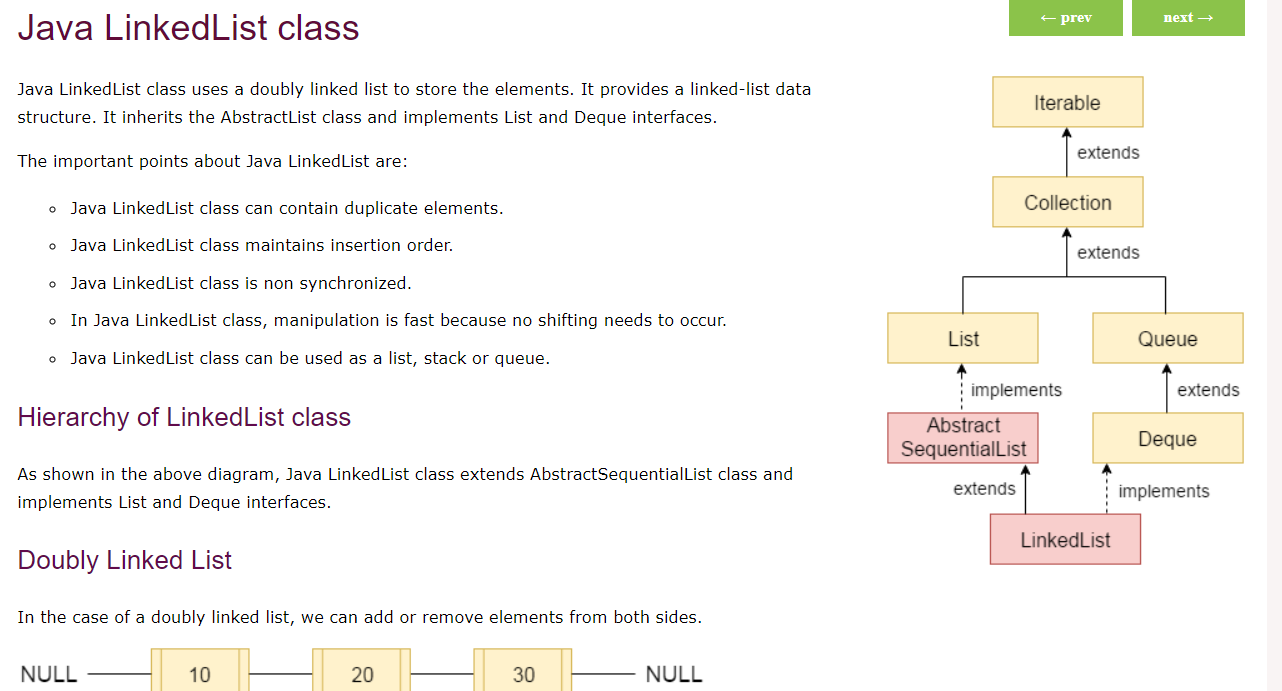 Java LinkedList class
← prev
next →
Java LinkedList class uses a doubly linked list to store the elements. It provides a linked-list data
structure. It inherits the AbstractList class and implements List and Deque interfaces.
The important points about Java LinkedList are:
Java LinkedList class can contain duplicate elements.
Java LinkedList class maintains insertion order.
Java LinkedList class is non synchronized.
In Java LinkedList class, manipulation is fast because no shifting needs to occur.
Java LinkedList class can be used as a list, stack or queue.
Hierarchy of LinkedList class
As shown in the above diagram, Java LinkedList class extends AbstractSequentialList class and
implements List and Deque interfaces.
Doubly Linked List
In the case of a doubly linked list, we can add or remove elements from both sides.
NULL 10 20 30 NULL
Iterable
extends
Collection
extends
List
Queue
implements
extends
Abstract
SequentialList
Deque
extends
implements
LinkedList